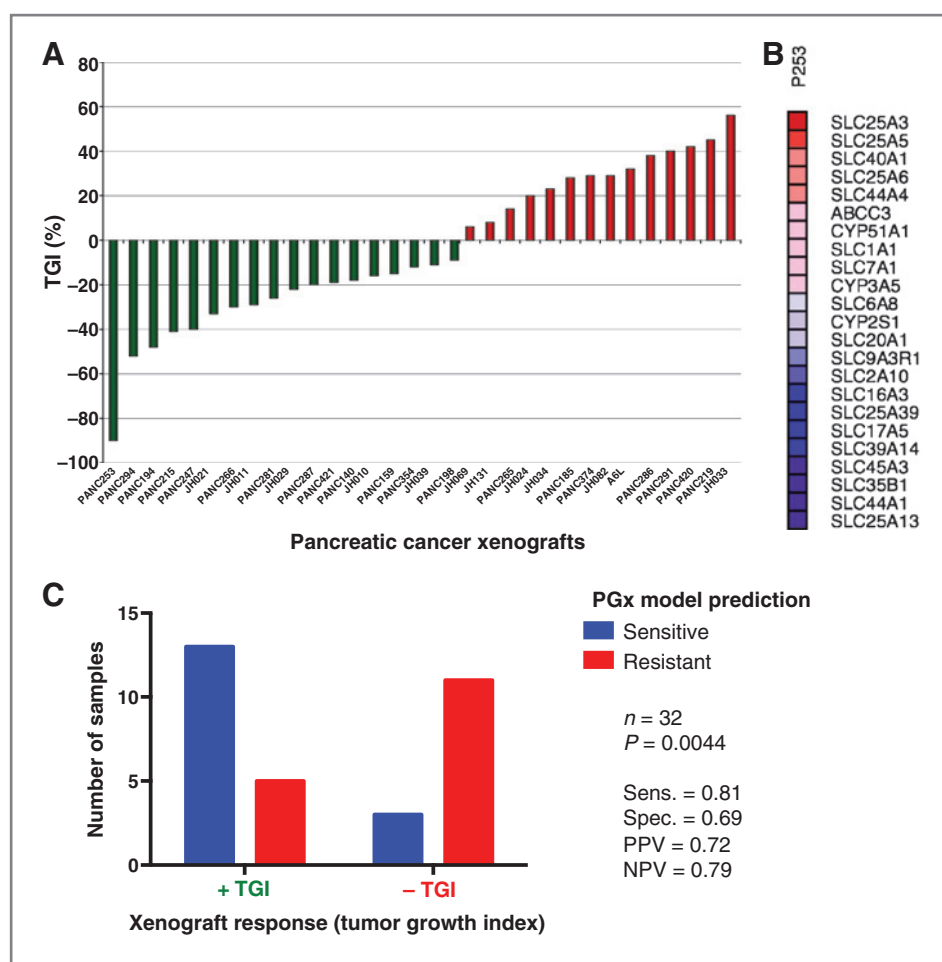 A
80
60
40
20
0
−20
−40
−60
−80
−100
TGI (%)
PANC253
PANC294
PANC194
PANC215
PANC247
JH021
PANC266
JH011
PANC281
JH029
PANC287
PANC421
PANC140
JH010
PANC159
PANC354
JH039
PANC198
JH069
JH131
PANC265
JH024
JH034
PANC185
PANC374
JH082
A6L
PANC286
PANC291
PANC420
PANC219
JH033
Pancreatic cancer xenografts
B
P253
SLC25A3
SLC25A5
SLC40A1
SLC25A6
SLC44A4
ABCC3
CYP51A1
SLC1A1
SLC7A1
CYP3A5
SLC6A8
CYP2S1
SLC20A1
SLC9A3R1
SLC2A10
SLC16A3
SLC25A39
SLC17A5
SLC39A14
SLC45A3
SLC35B1
SLC44A1
SLC25A13
C
15
10
5
0
Number of samples
+ TGI
− TGI
Xenograft response (tumor growth index)
PGx model prediction
Sensitive
Resistant
n = 32
P = 0.0044
Sens. = 0.81
Spec. = 0.69
PPV = 0.72
NPV = 0.79